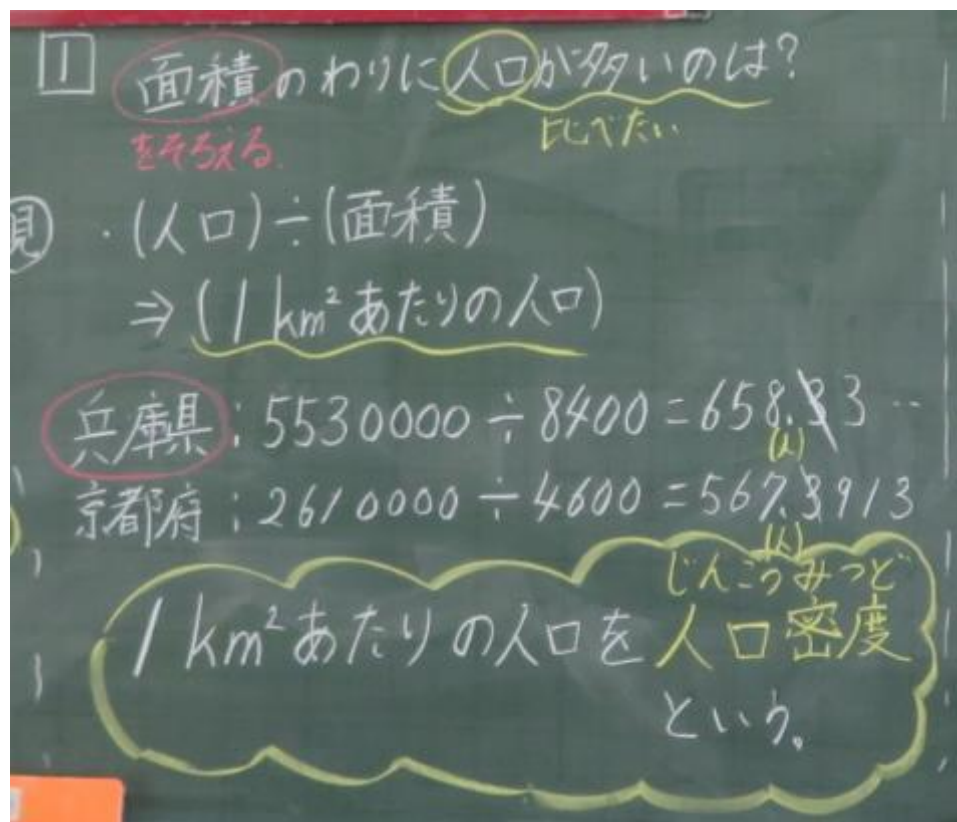 1 面積のわりに人口が多いのは?
をそろえる。 比べたい
見 ・(人口)÷(面積)
⇒(1km²あたりの人口)
兵庫県:5530000÷8400=658.33‥
(人)
京都府:2610000÷4600=567.3913
(人)
じんこうみつど
1km²あたりの人口を人口密度
という。